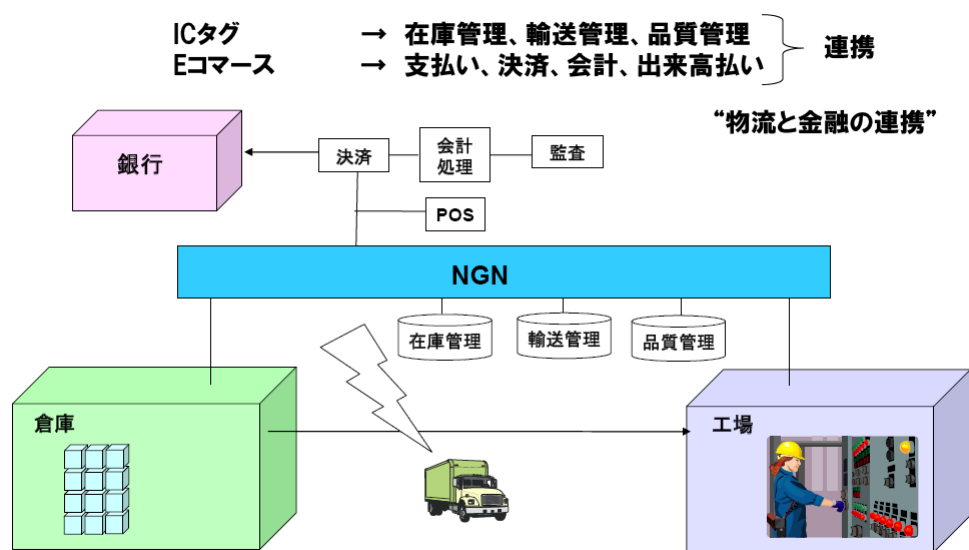 ICタグ → 在庫管理、輸送管理、品質管理
Eコマース → 支払い、決済、会計、出来高払い
連携
“物流と金融の連携”
銀行
決済
会計
処理
監査
POS
NGN
在庫管理
輸送管理
品質管理
倉庫
工場